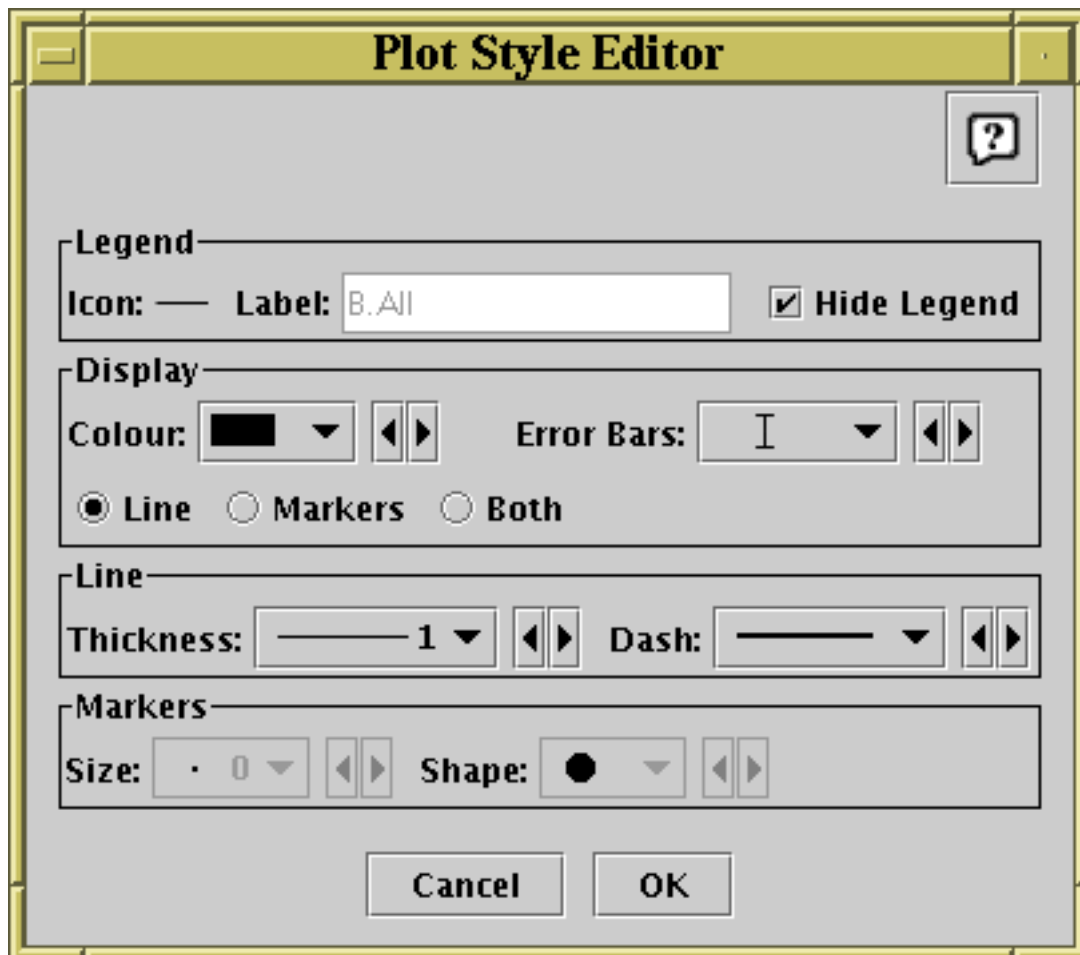 Plot Style Editor
?
Legend
Icon: Label: B.All Hide Legend
Display
Colour: Error Bars:
Line Markers Both
Line
Thickness: 1 Dash:
Markers
Size: 0 Shape:
Cancel OK